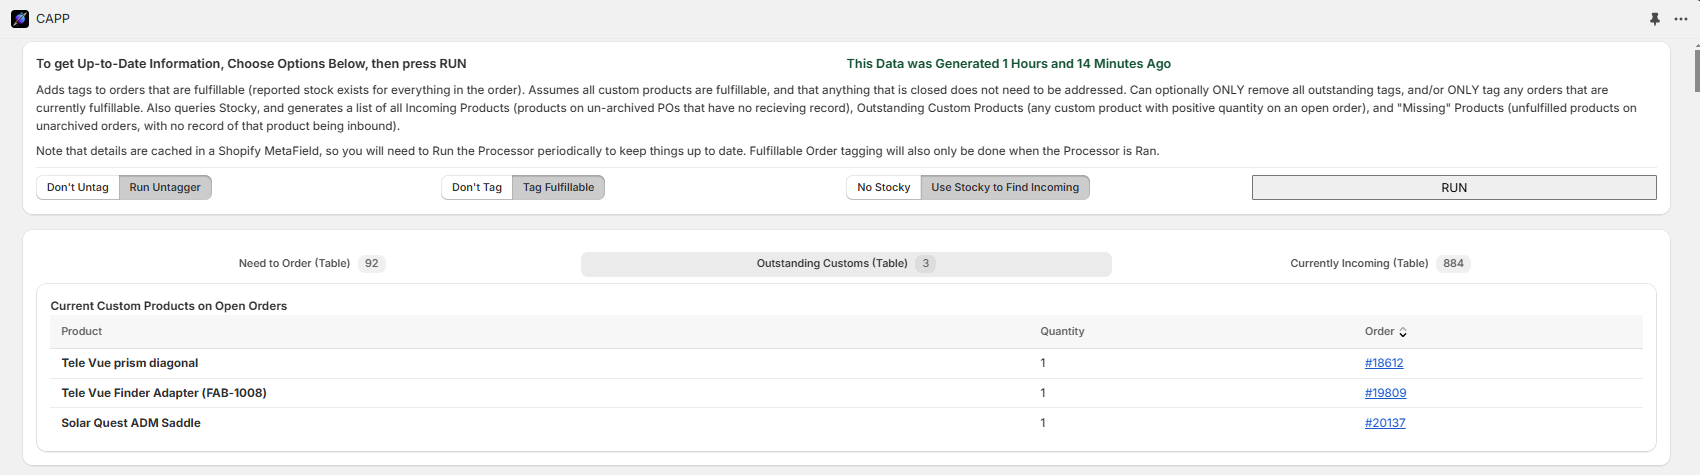 CAPP
To get Up-to-Date Information, Choose Options Below, then press RUN
This Data was Generated 1 Hours and 14 Minutes Ago
Adds tags to orders that are fulfillable (reported stock exists for everything in the order). Assumes all custom products are fulfillable, and that anything that is closed does not need to be addressed. Can optionally ONLY remove all outstanding tags, and/or ONLY tag any orders that are
currently fulfillable. Also queries Stocky, and generates a list of all Incoming Products (products on un-archived POs that have no recieving record), Outstanding Custom Products (any custom product with positive quantity on an open order), and "Missing" Products (unfulfilled products on
unarchived orders, with no record of that product being inbound).
Note that details are cached in a Shopify MetaField, so you will need to Run the Processor periodically to keep things up to date. Fulfillable Order tagging will also only be done when the Processor is Ran.
Don't Untag Run Untagger Don't Tag Tag Fulfillable No Stocky Use Stocky to Find Incoming RUN
Need to Order (Table) 92 Outstanding Customs (Table) 3 Currently Incoming (Table) 884
Current Custom Products on Open Orders
Product Quantity Order
Tele Vue prism diagonal 1 #18612
Tele Vue Finder Adapter (FAB-1008) 1 #19809
Solar Quest ADM Saddle 1 #20137